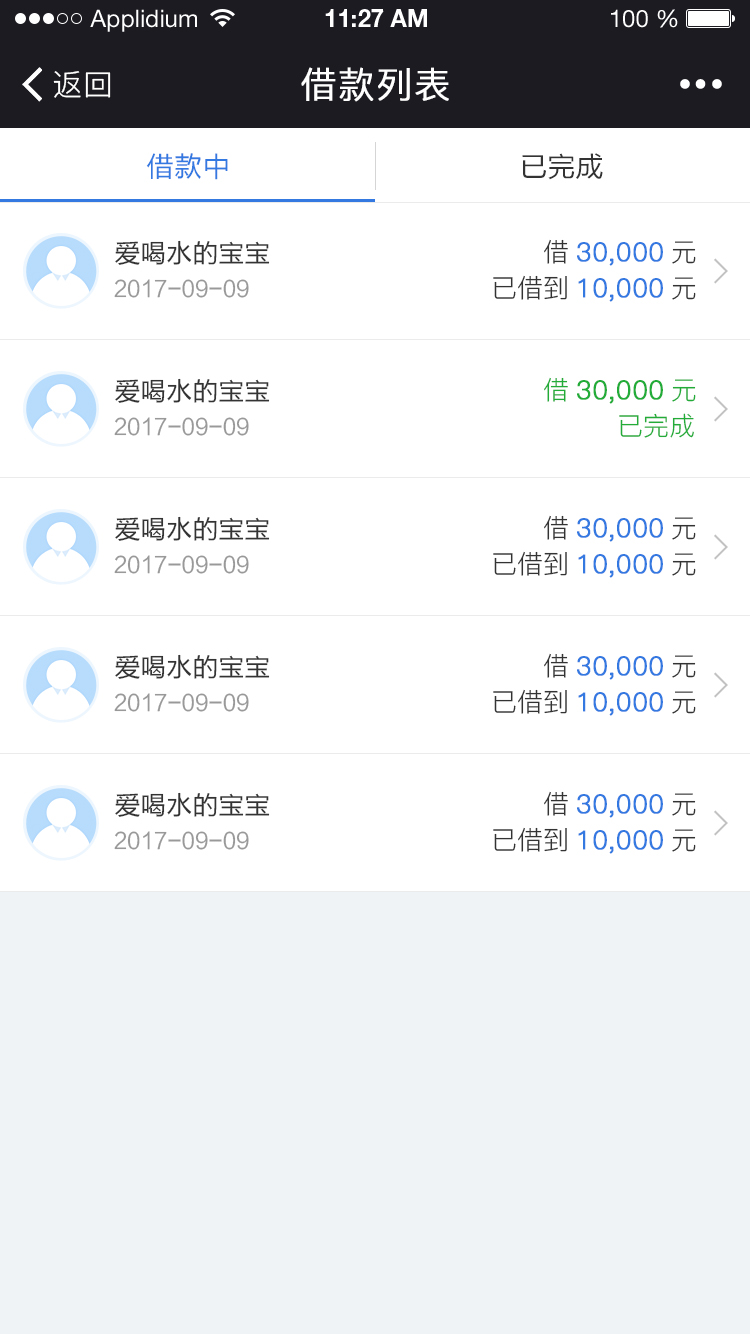 Applidium 11:27 AM 100 %
返回 借款列表
借款中 已完成
爱喝水的宝宝 借 30,000 元
2017-09-09 已借到 10,000 元
爱喝水的宝宝 借 30,000 元
2017-09-09 已完成
爱喝水的宝宝 借 30,000 元
2017-09-09 已借到 10,000 元
爱喝水的宝宝 借 30,000 元
2017-09-09 已借到 10,000 元
爱喝水的宝宝 借 30,000 元
2017-09-09 已借到 10,000 元